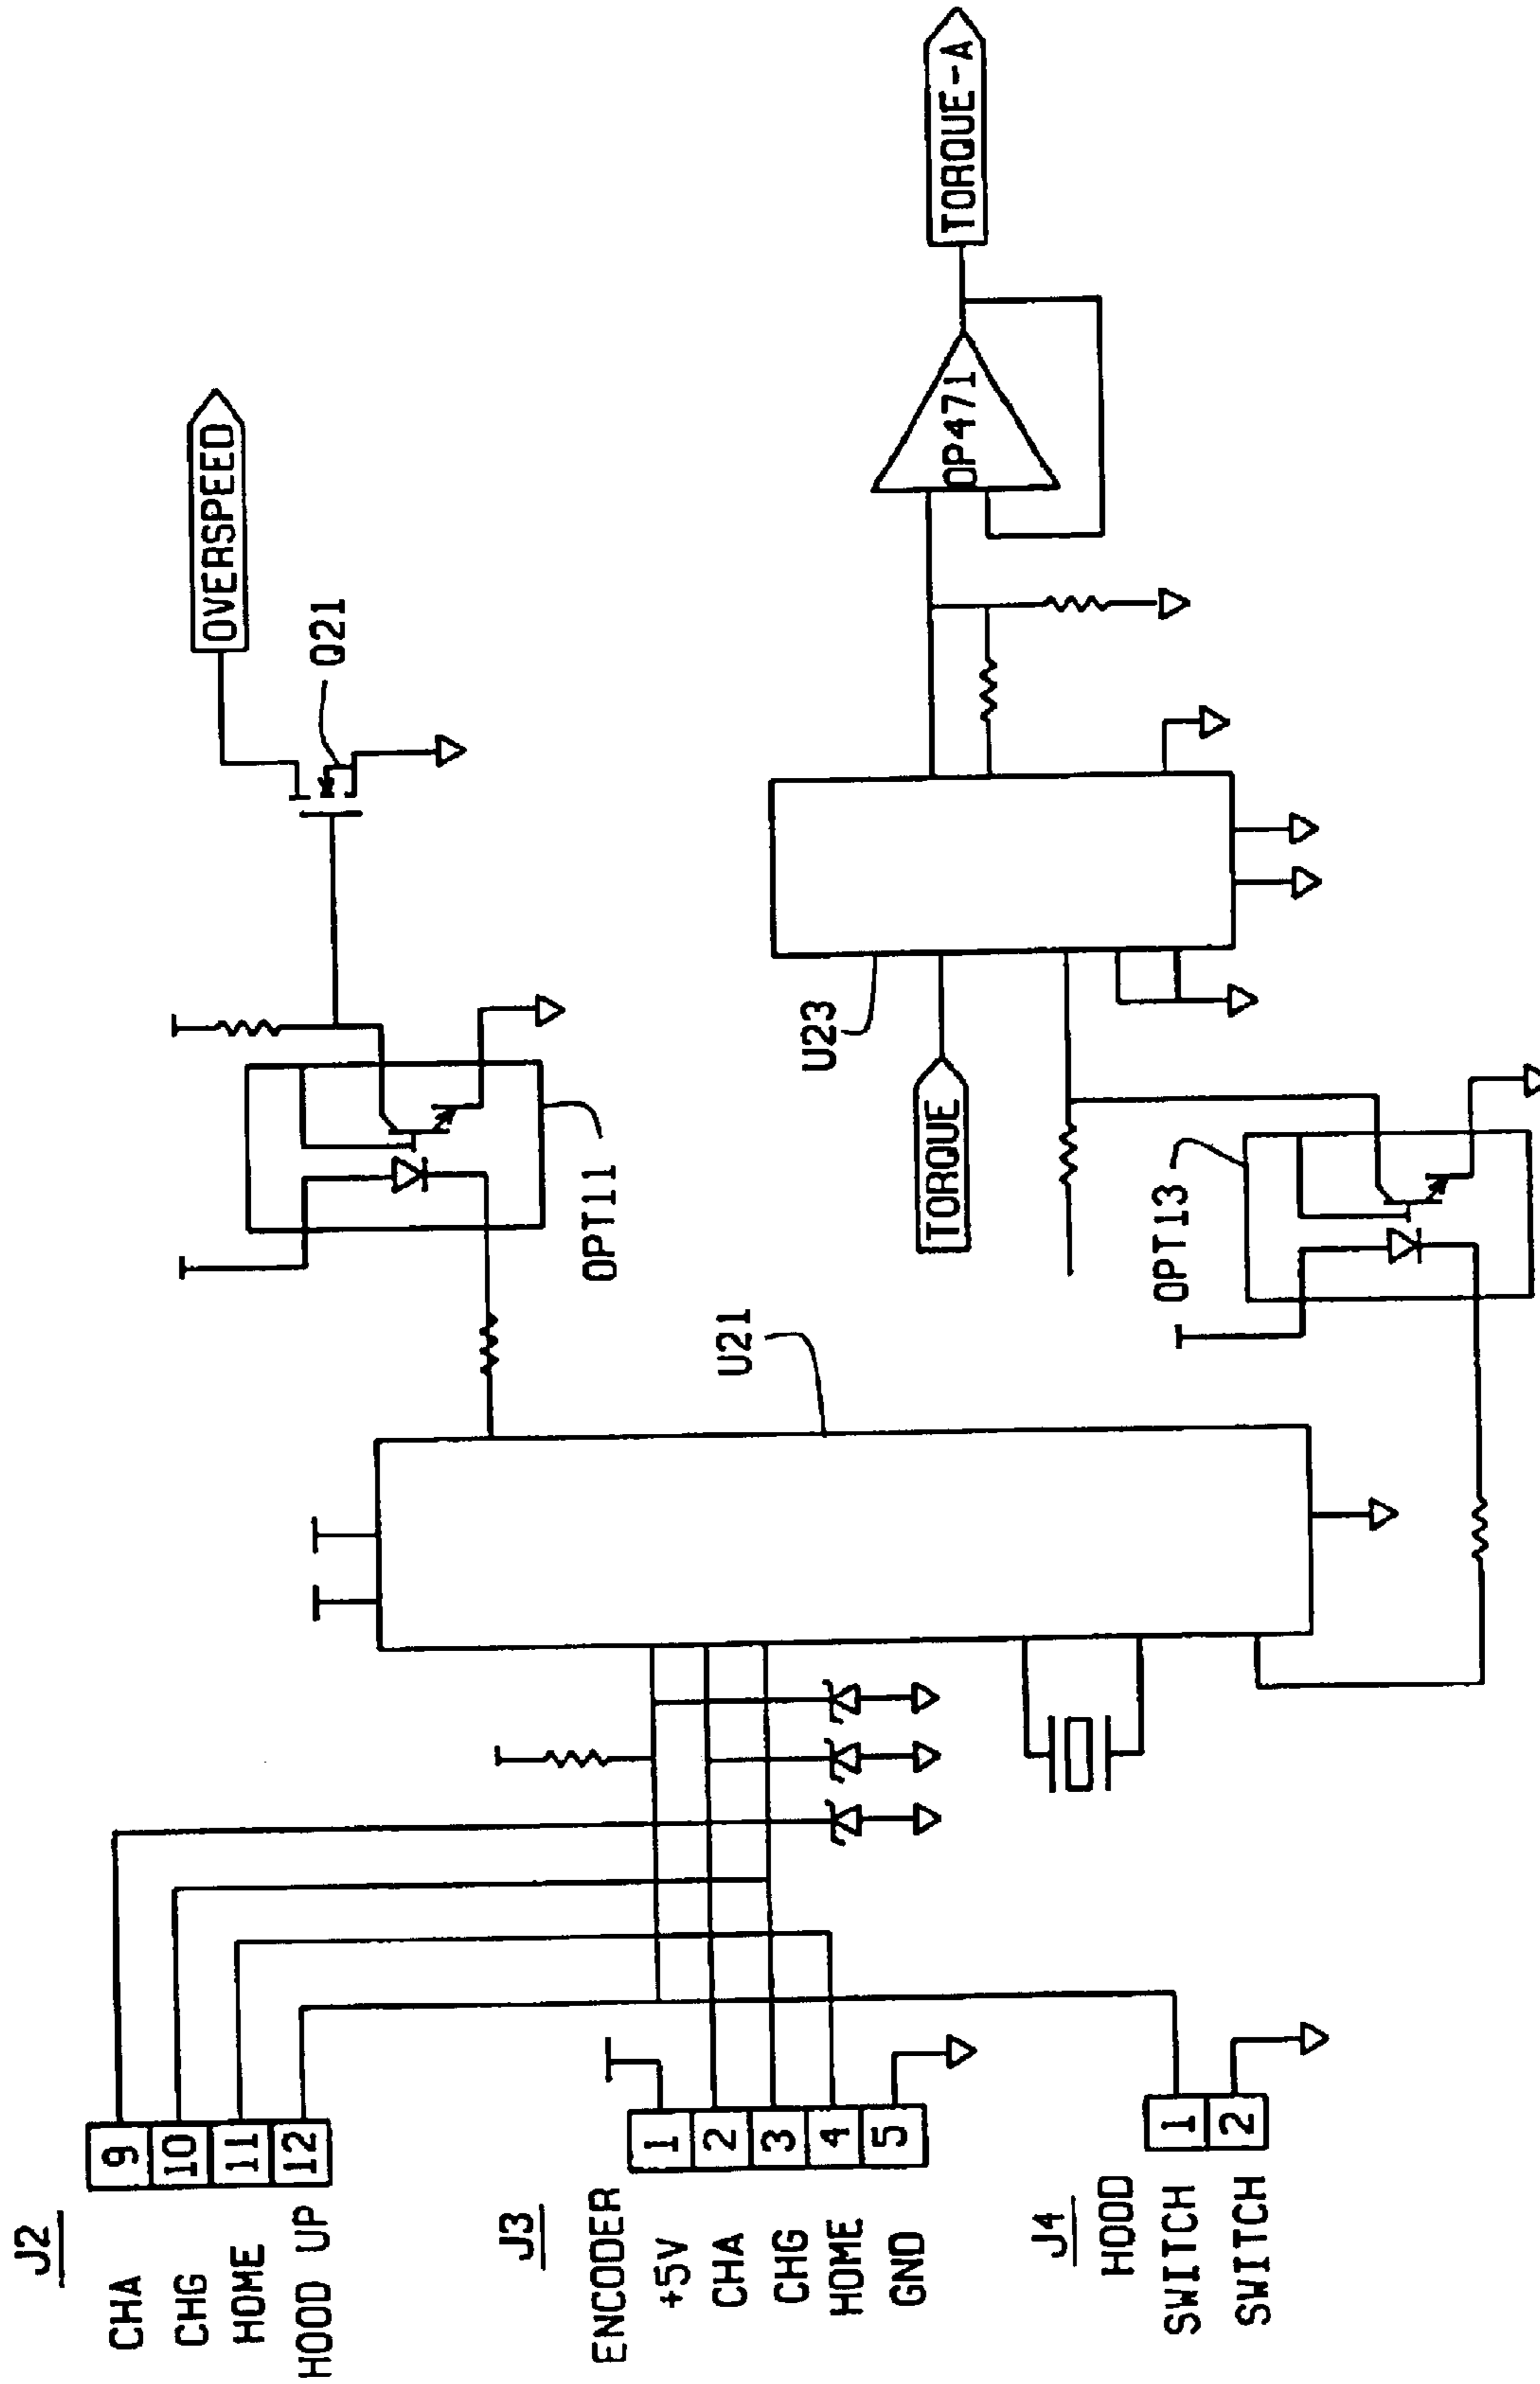 J2
CHA 9
CHG 10
HOME 11
HOOD UP 12
J3
ENCODER
+5V 1
CHA 2
CHG 3
HOME 4
GND 5
J4
HOOD
SWITCH 1
SWITCH 2
U21
OPT11
Q21
OVERSPEED
OPT13
TORQUE
U23
OP471
TORQUE-A